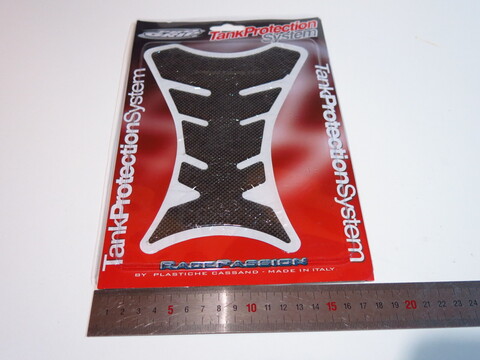 TankProtection
System
TankProtectionSystem
TankProtectionSystem
RACEPASSION
BY PLASTICHE CASSANO - MADE IN ITALY
1 2 3 4 5 6 7 8 9 10 11 12 13 14 15 16 17 18 19 20 21 22 23 24